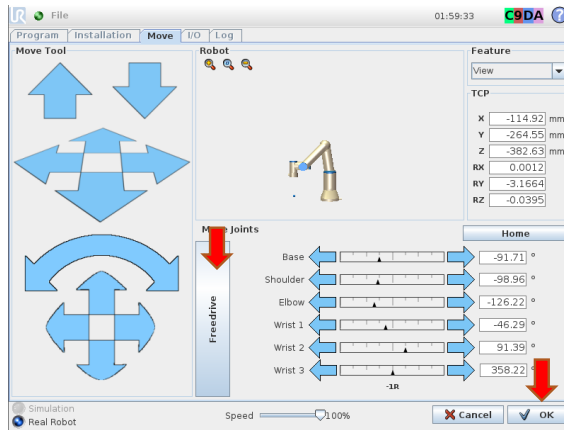 UR File 01:59:33 C9DA ?
Program Installation Move I/O Log
Move Tool
Robot
Feature
View
TCP
X -114.92 mm
Y -264.55 mm
Z -382.63 mm
RX 0.0012
RY -3.1664
RZ -0.0395
Move Joints
Home
Freedrive
Base -91.71 °
Shoulder -98.96 °
Elbow -126.22 °
Wrist 1 -46.29 °
Wrist 2 91.39 °
Wrist 3 358.22 °
-1R
Simulation
Real Robot
Speed 100%
Cancel
OK